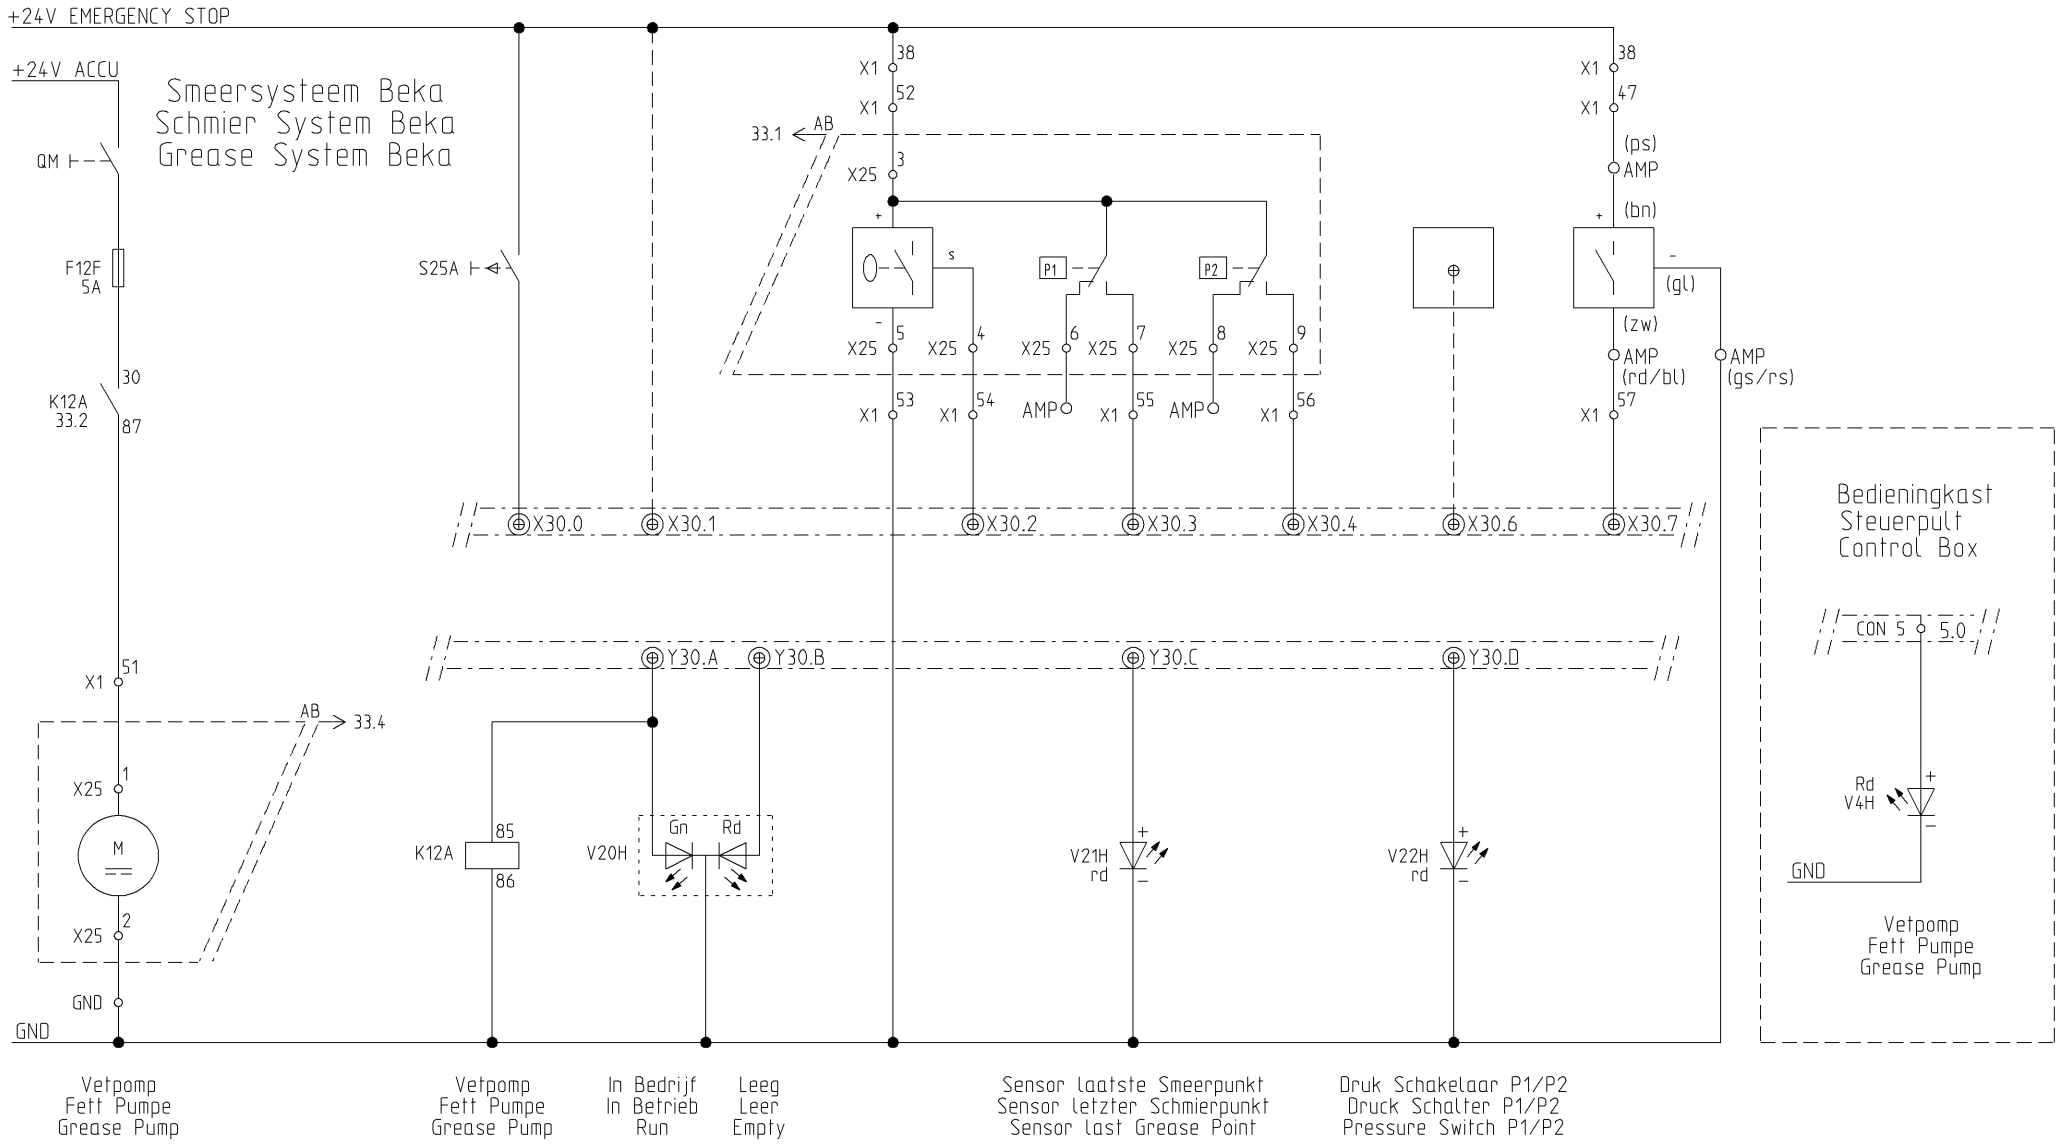 +24V EMERGENCY STOP
+24V ACCU
Smeersysteem Beka
Schmier System Beka
Grease System Beka
QM
F12F
5A
30
K12A
33.2
87
51
X1
AB
33.4
1
X25
M
2
X25
GND
GND
S25A
38
X1
52
X1
33.1
AB
3
X25
+
s
-
5
X25
4
X25
53
X1
54
X1
P1
6
X25
7
X25
AMP
55
X1
P2
8
X25
9
X25
AMP
56
X1
38
X1
47
X1
(ps)
AMP
(bn)
+
-
(gl)
(zw)
AMP
(rd/bl)
AMP
(gs/rs)
57
X1
X30.0
X30.1
X30.2
X30.3
X30.4
X30.6
X30.7
Y30.A
Y30.B
Y30.C
Y30.D
85
K12A
86
Gn
Rd
V20H
+
V21H
rd
-
+
V22H
rd
-
Bedieningkast
Steuerpult
Control Box
CON 5
5.0
Rd
V4H
+
-
GND
Vetpomp
Fett Pumpe
Grease Pump
Vetpomp
Fett Pumpe
Grease Pump
Vetpomp
Fett Pumpe
Grease Pump
In Bedrijf
In Betrieb
Run
Leeg
Leer
Empty
Sensor laatste Smeerpunkt
Sensor letzter Schmierpunkt
Sensor last Grease Point
Druk Schakelaar P1/P2
Druck Schalter P1/P2
Pressure Switch P1/P2